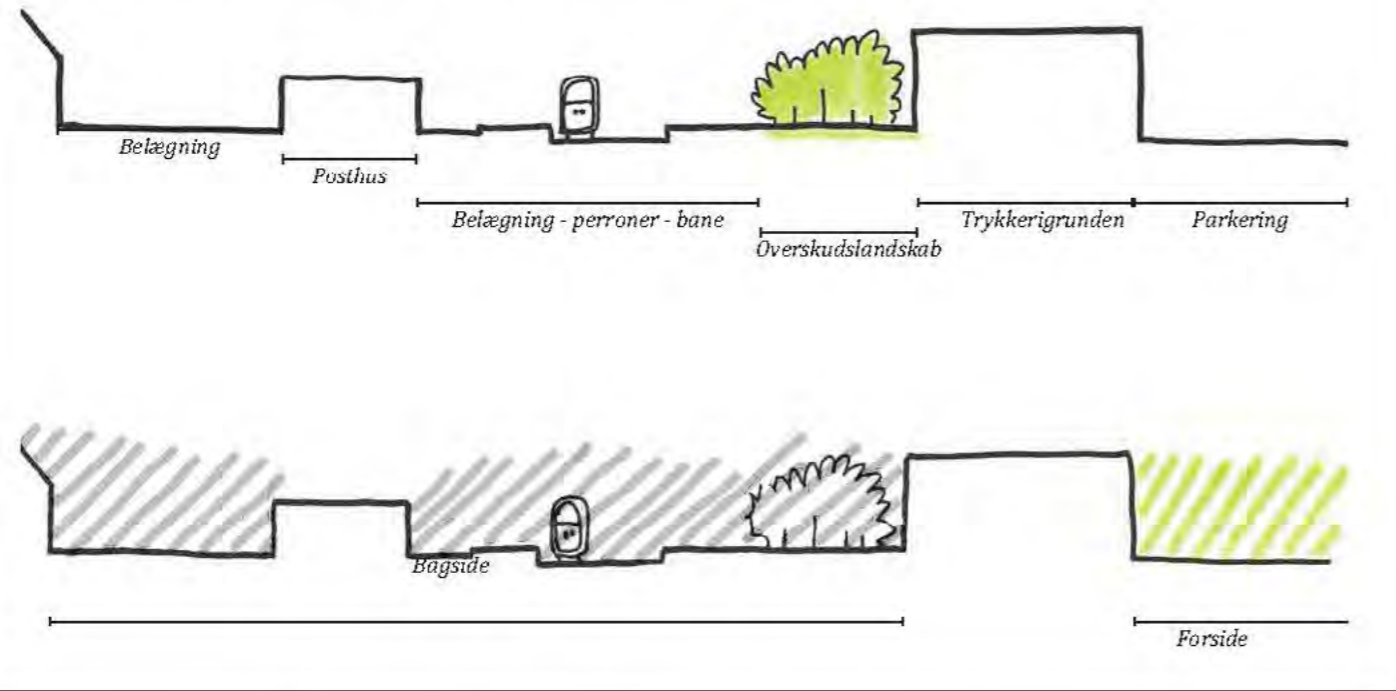 Belægning
Posthus
Belægning - perroner - bane
Overskudslandskab
Trykkerigrunden
Parkering
Bagside
Forside